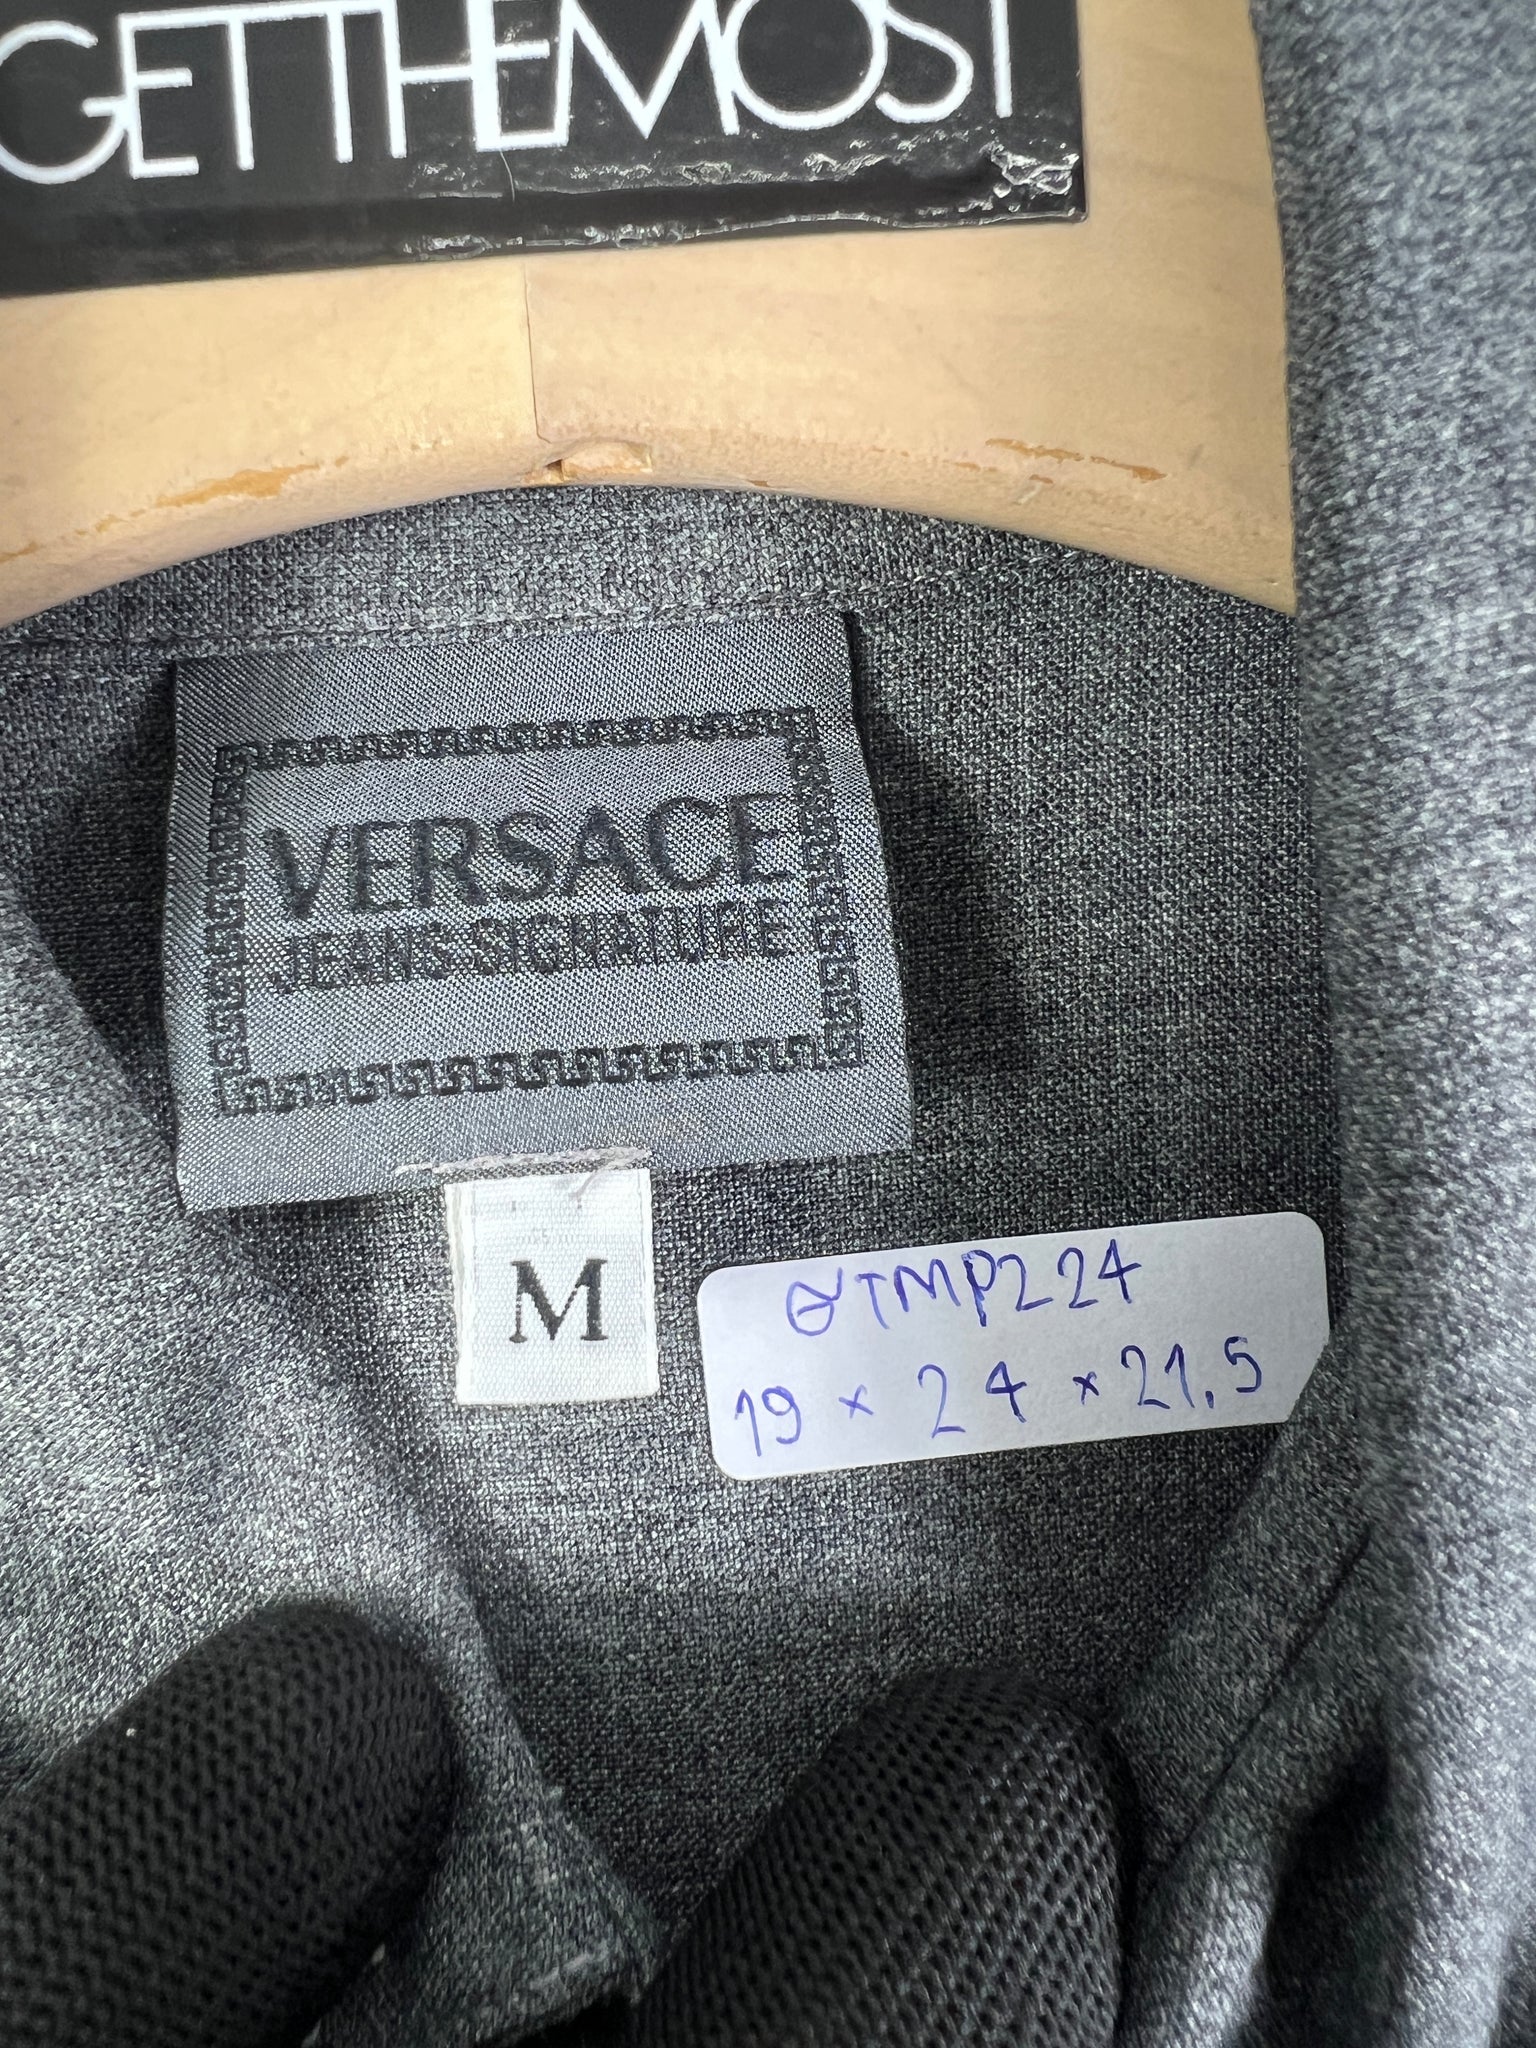 GETTHEMOST
VERSACE
JEANS SIGNATURE
M
GTMP224
19 × 24 × 21.5